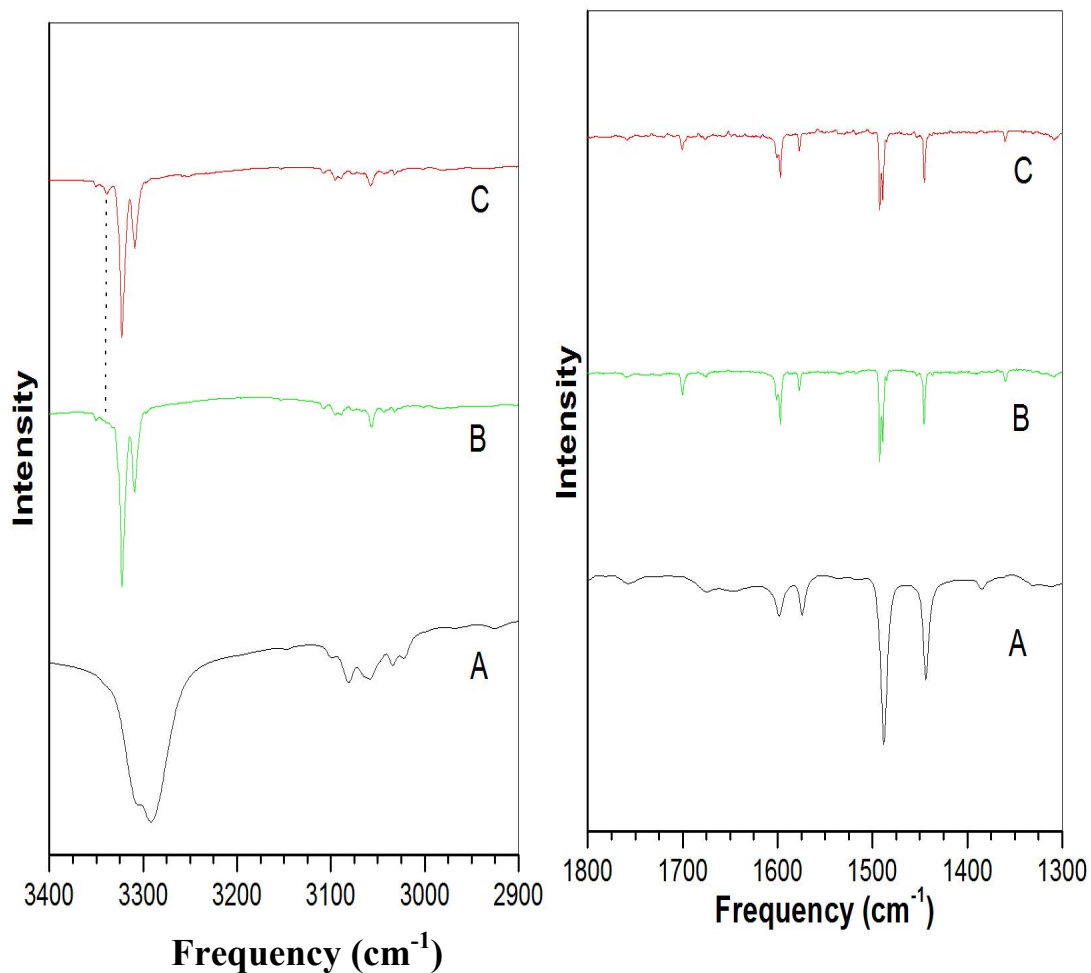 Intensity
C
B
A
3400 3300 3200 3100 3000 2900
Frequency (cm-1)
Intensity
C
B
A
1800 1700 1600 1500 1400 1300
Frequency (cm-1)